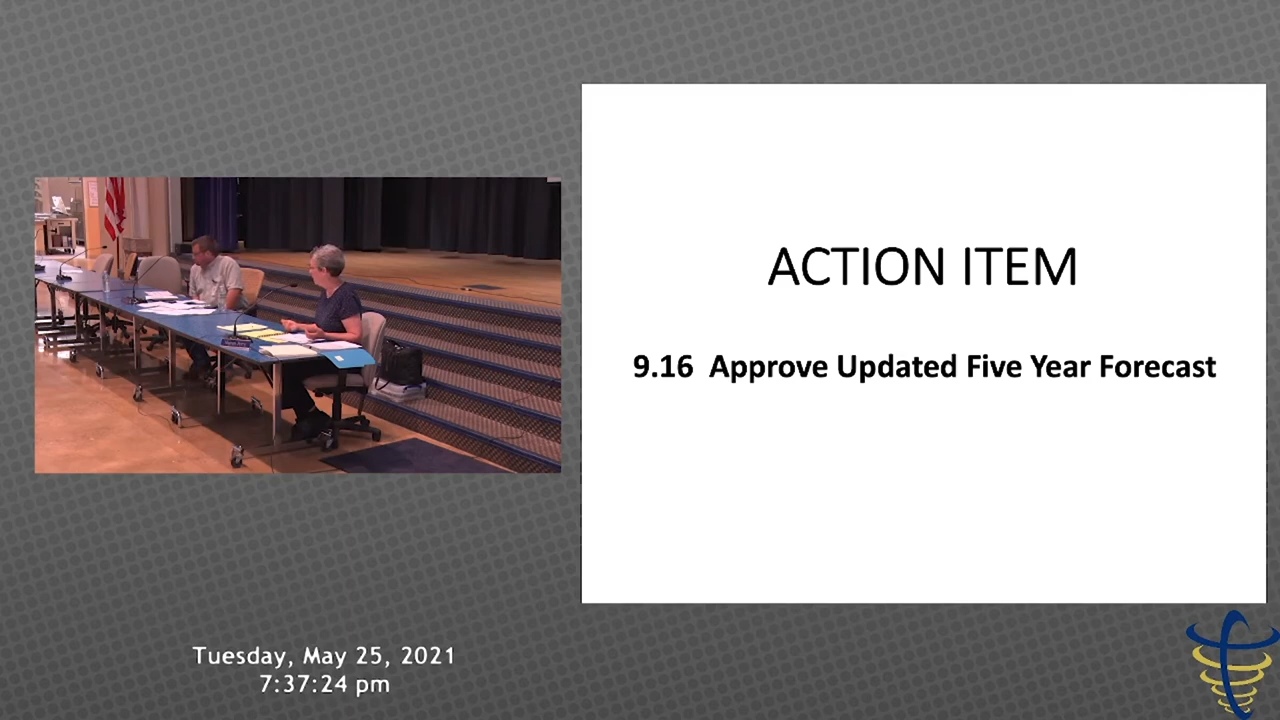 ACTION ITEM
9.16 Approve Updated Five Year Forecast
Tuesday, May 25, 2021
7:37:24 pm